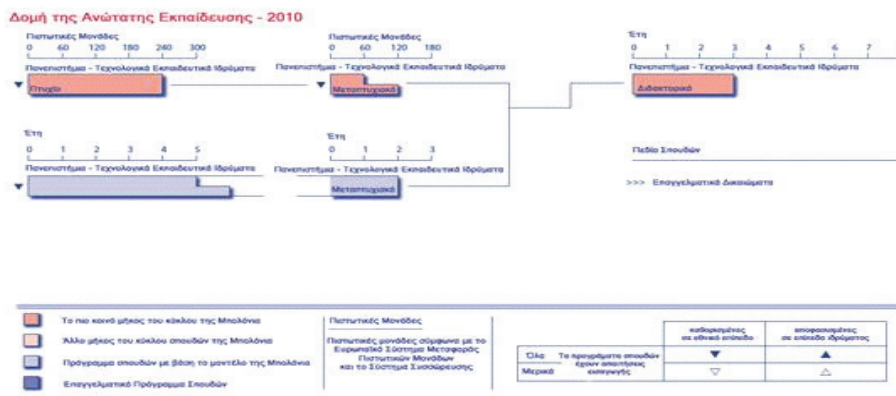 Δομή της Ανώτατης Εκπαίδευσης - 2010
Πιστωτικές Μονάδες
0 60 120 180 240 300
Πανεπιστήμια - Τεχνολογικά Εκπαιδευτικά Ιδρύματα
Πτυχίο
Πιστωτικές Μονάδες
0 60 120 180
Πανεπιστήμια - Τεχνολογικά Εκπαιδευτικά Ιδρύματα
Μεταπτυχιακό
Έτη
0 1 2 3 4 5 6 7
Πανεπιστήμια - Τεχνολογικά Εκπαιδευτικά Ιδρύματα
Διδακτορικό
Έτη
0 1 2 3 4 5
Πανεπιστήμια - Τεχνολογικά Εκπαιδευτικά Ιδρύματα
Έτη
0 1 2 3
Πανεπιστήμια - Τεχνολογικά Εκπαιδευτικά Ιδρύματα
Μεταπτυχιακό
Πεδίο Σπουδών
>>> Επαγγελματικά Δικαιώματα
Το πιο κοινό μήκος του κύκλου της Μπολόνια
Άλλο μήκος του κύκλου σπουδών της Μπολόνια
Πρόγραμμα σπουδών με βάση το μοντέλο της Μπολόνια
Επαγγελματικό Πρόγραμμα Σπουδών
Πιστωτικές Μονάδες
Πιστωτικές μονάδες σύμφωνα με το
Ευρωπαϊκό Σύστημα Μεταφοράς
Πιστωτικών Μονάδων
και το Σύστημα Συσσώρευσης
καθορισμένες
σε εθνικό επίπεδο
αποφασισμένες
σε επίπεδο ιδρύματος
Όλα Τα προγράμματα σπουδών
έχουν απαιτήσεις
Μερικά εισαγωγής